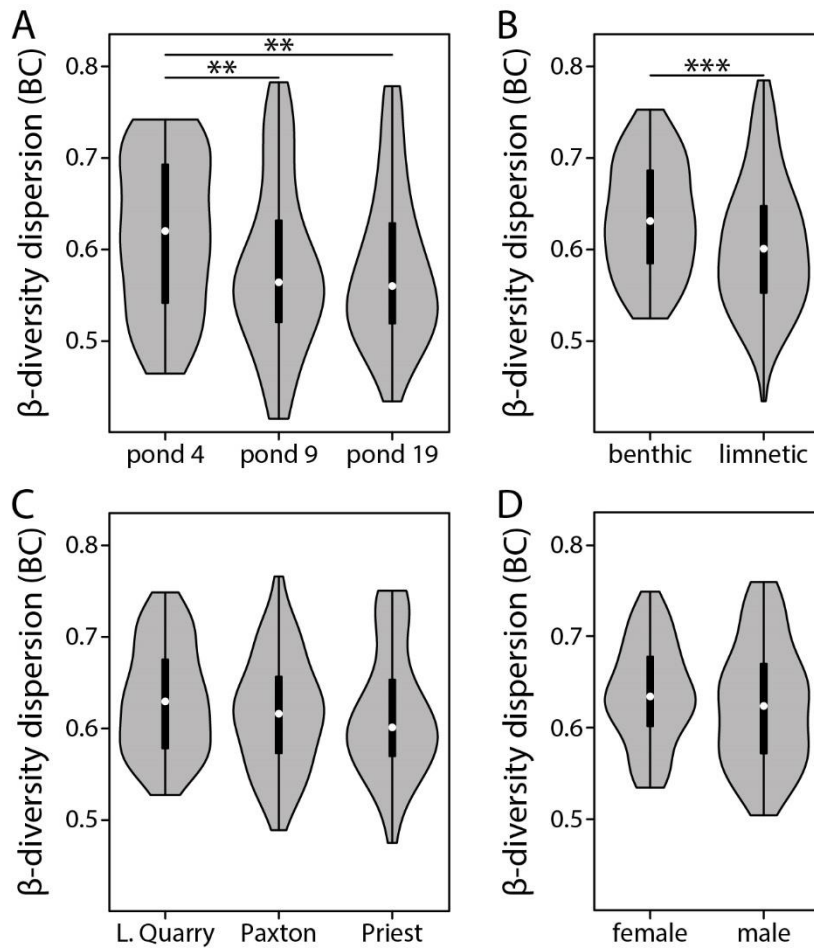 A
β-diversity dispersion (BC)
0.8
0.7
0.6
0.5
**
**
pond 4 pond 9 pond 19
B
β-diversity dispersion (BC)
0.8
0.7
0.6
0.5
***
benthic limnetic
C
β-diversity dispersion (BC)
0.8
0.7
0.6
0.5
L. Quarry Paxton Priest
D
β-diversity dispersion (BC)
0.8
0.7
0.6
0.5
female male